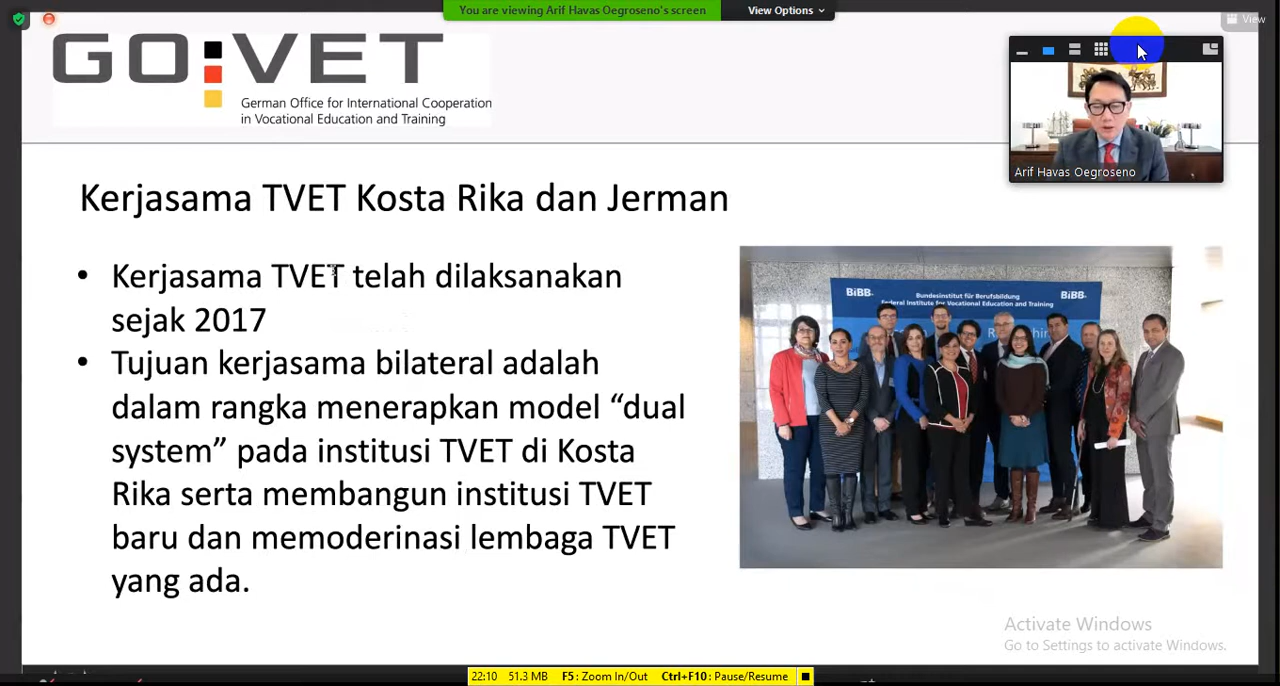 You are viewing Arif Havas Oegroseno's screen
View Options
View
GO:VET
German Office for International Cooperation
in Vocational Education and Training
Arif Havas Oegroseno
Kerjasama TVET Kosta Rika dan Jerman
• Kerjasama TVET telah dilaksanakan
sejak 2017
• Tujuan kerjasama bilateral adalah
dalam rangka menerapkan model “dual
system” pada institusi TVET di Kosta
Rika serta membangun institusi TVET
baru dan memoderinasi lembaga TVET
yang ada.
BiBB
Bundesinstitut für Berufsbildung
Federal Institute for Vocational Education and Training
BiBB
Activate Windows
Go to Settings to activate Windows.
22:10 51.3 MB F5: Zoom In/Out Ctrl+F10: Pause/Resume